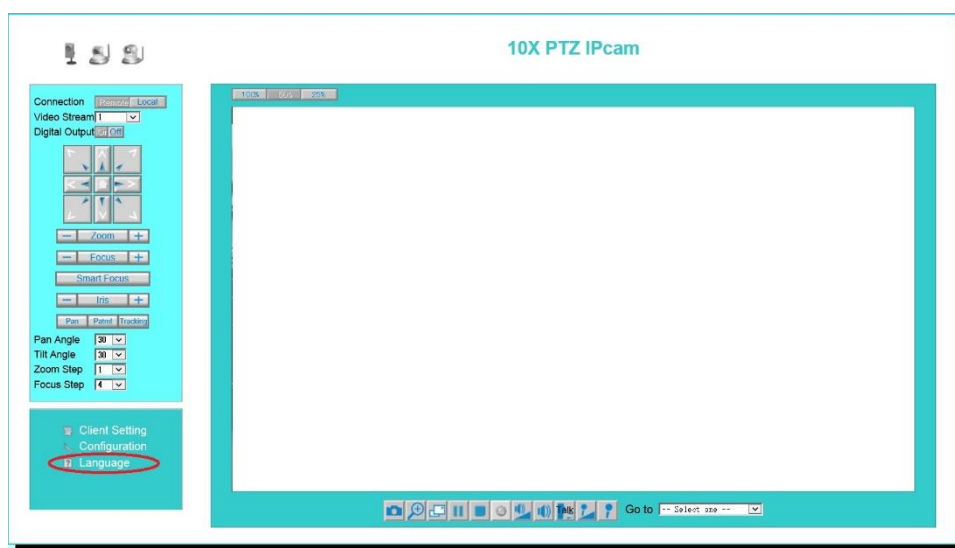 10X PTZ IPcam
Connection Remote Local
Video Stream 1
Digital Output On Off
Zoom
Focus
Smart Focus
Iris
Pan Patrol Tracking
Pan Angle 30
Tilt Angle 30
Zoom Step 1
Focus Step 4
Client Setting
Configuration
Language
100% 50% 25%
Talk
Go to -- Select one --